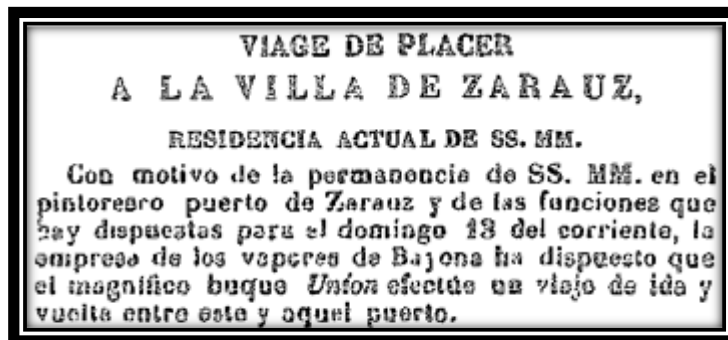 VIAGE DE PLACER
A LA VILLA DE ZARAUZ,
RESIDENCIA ACTUAL DE SS. MM.
Con motivo de la permanencia de SS. MM. en el
pintoresro puerto de Zarauz y de las funciones que
hay dispuestas para el domingo 13 del corriente, la
empresa de los vapores de Bayona ha dispuesto que
el magnífico buque Union efectúe un viaje de ida y
vuelta entre este y aquel puerto.